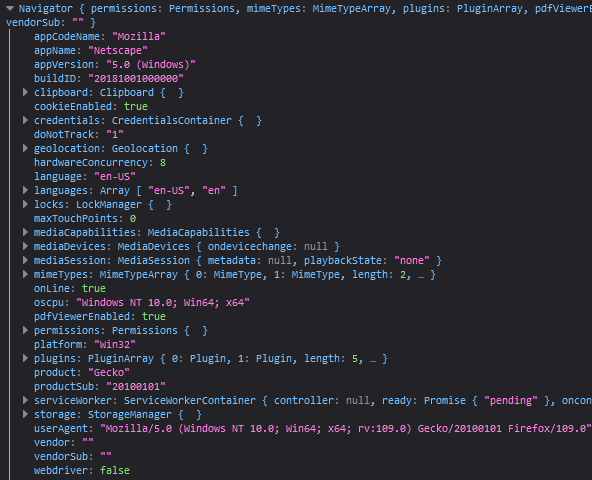 Navigator { permissions: Permissions, mimeTypes: MimeTypeArray, plugins: PluginArray, pdfViewerE
vendorSub: "" }
appCodeName: "Mozilla"
appName: "Netscape"
appVersion: "5.0 (Windows)"
buildID: "20181001000000"
clipboard: Clipboard { }
cookieEnabled: true
credentials: CredentialsContainer { }
doNotTrack: "1"
geolocation: Geolocation { }
hardwareConcurrency: 8
language: "en-US"
languages: Array [ "en-US", "en" ]
locks: LockManager { }
maxTouchPoints: 0
mediaCapabilities: MediaCapabilities { }
mediaDevices: MediaDevices { ondevicechange: null }
mediaSession: MediaSession { metadata: null, playbackState: "none" }
mimeTypes: MimeTypeArray { 0: MimeType, 1: MimeType, length: 2, … }
onLine: true
oscpu: "Windows NT 10.0; Win64; x64"
pdfViewerEnabled: true
permissions: Permissions { }
platform: "Win32"
plugins: PluginArray { 0: Plugin, 1: Plugin, length: 5, … }
product: "Gecko"
productSub: "20100101"
serviceWorker: ServiceWorkerContainer { controller: null, ready: Promise { "pending" }, oncon
storage: StorageManager { }
userAgent: "Mozilla/5.0 (Windows NT 10.0; Win64; x64; rv:109.0) Gecko/20100101 Firefox/109.0"
vendor: ""
vendorSub: ""
webdriver: false